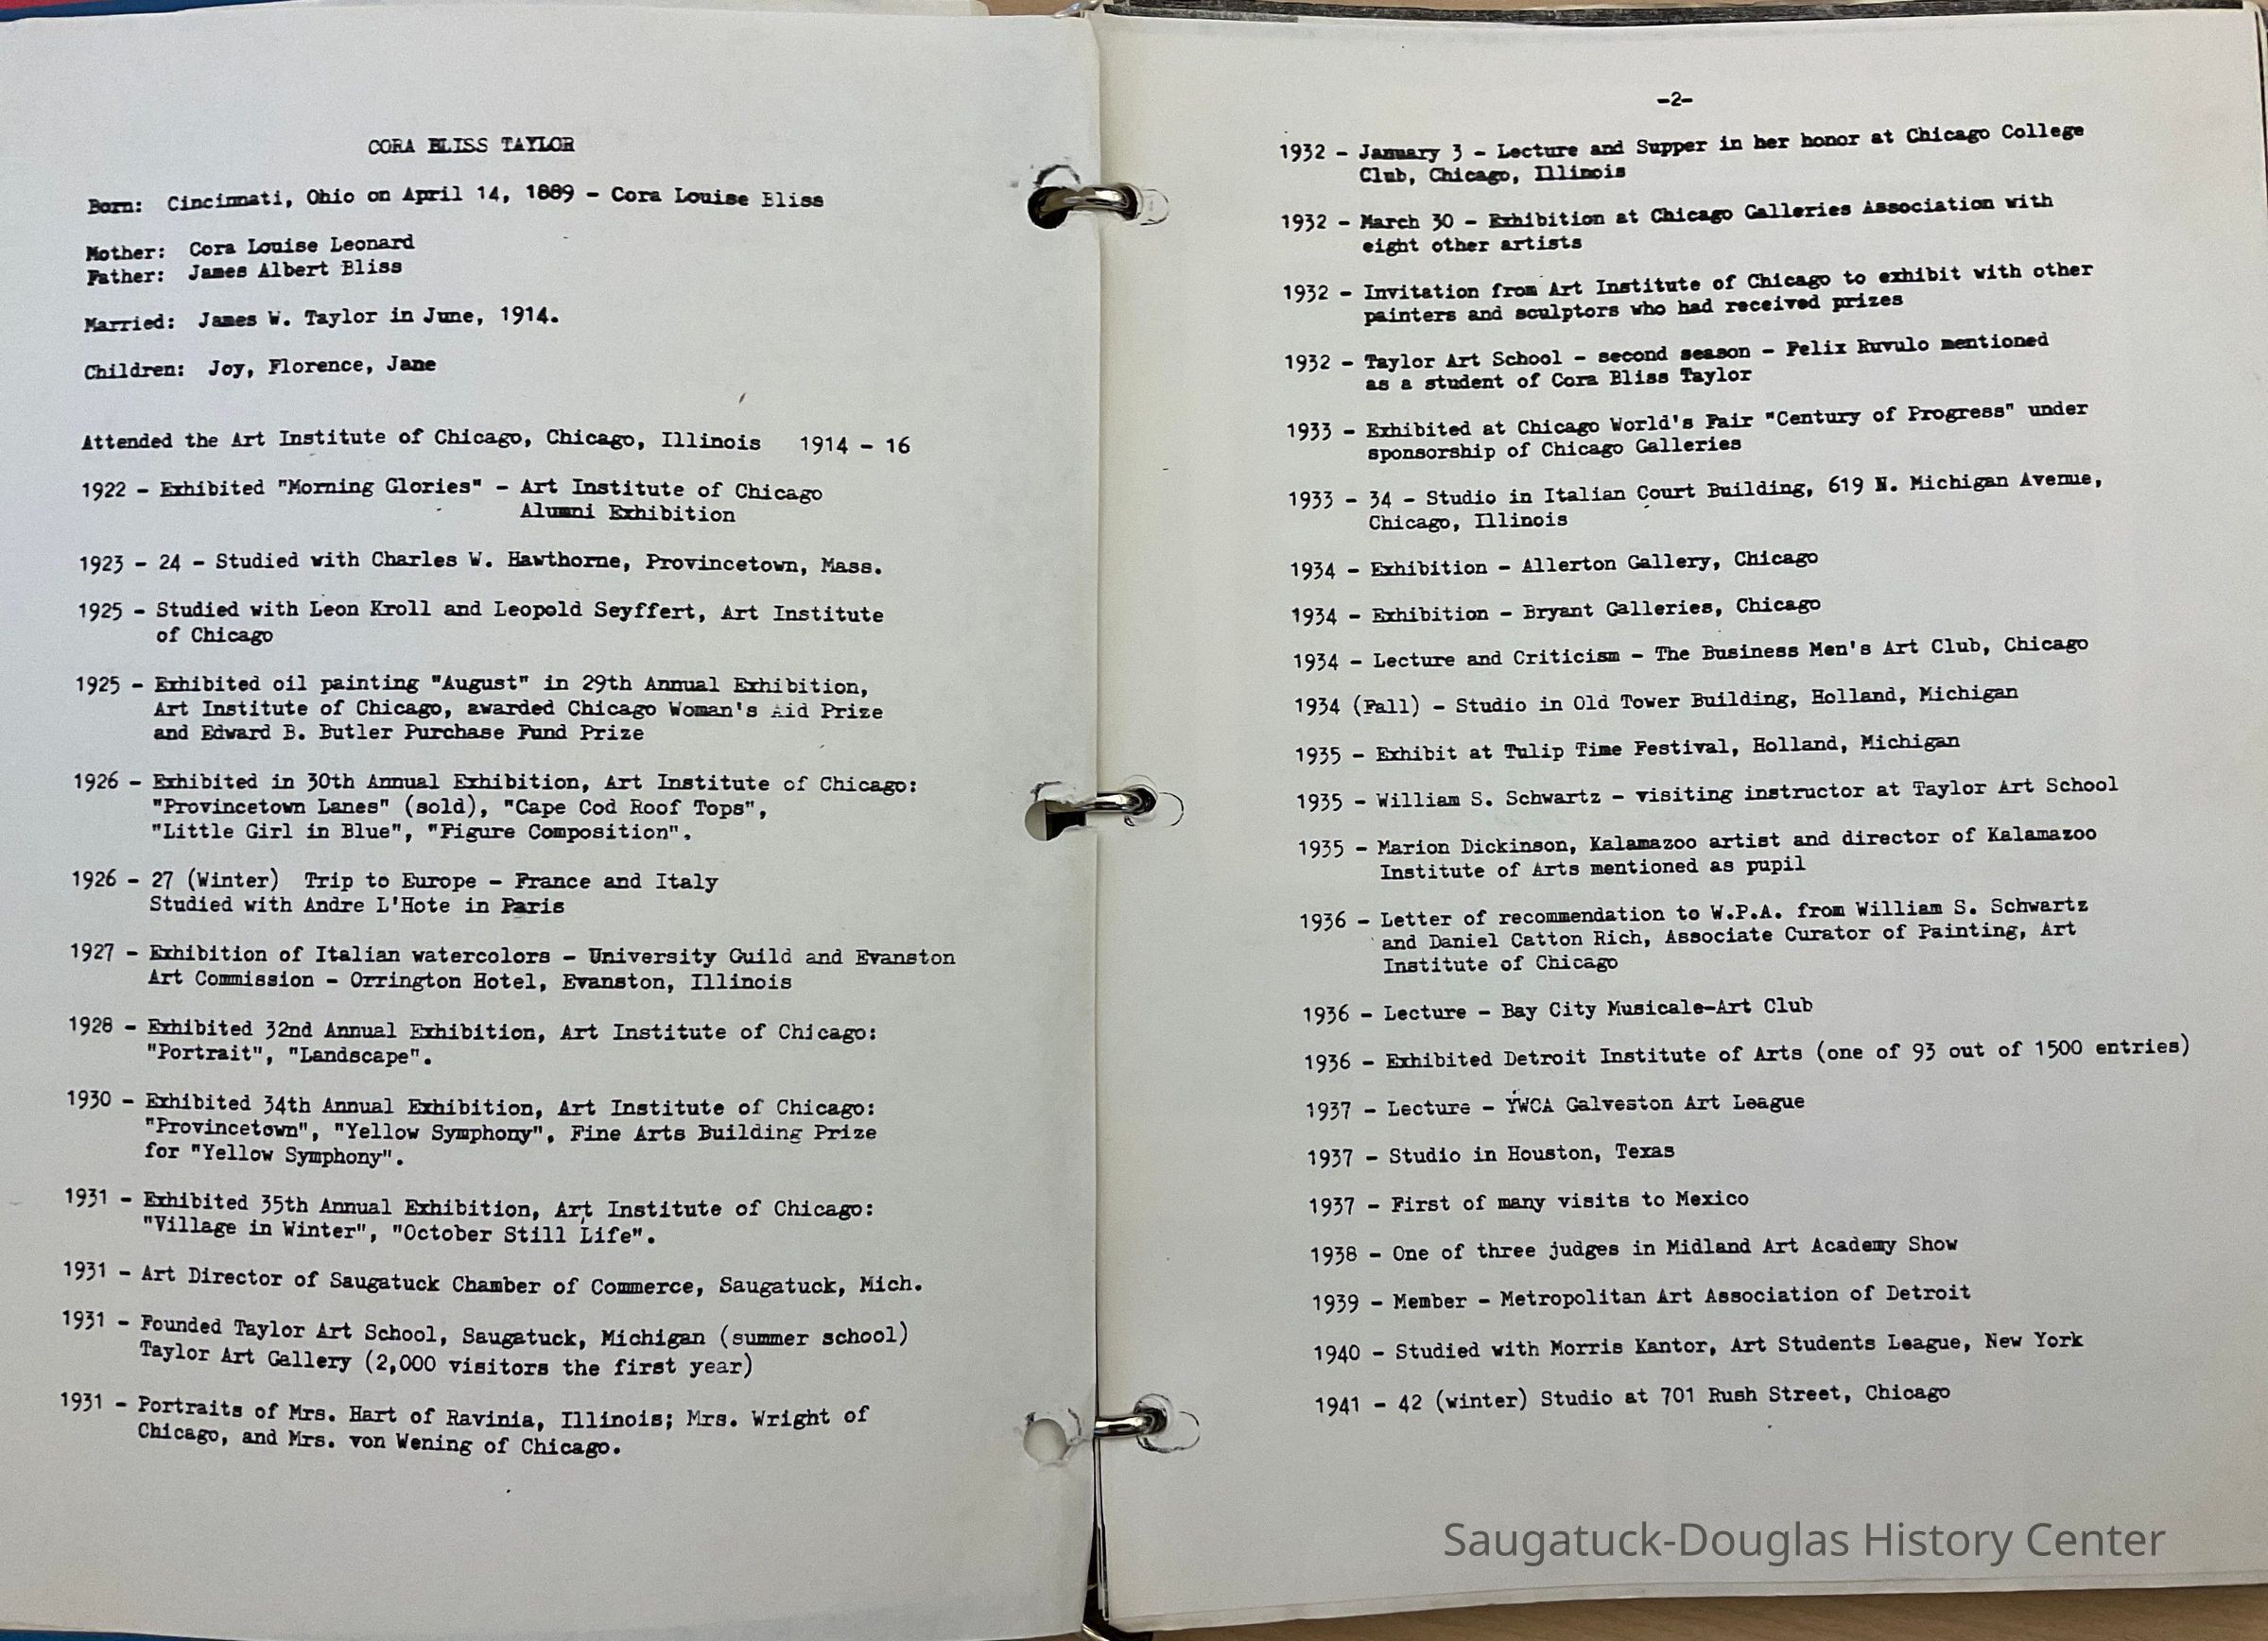 CORA BLISS TAYLOR
Born: Cincinnati, Ohio on April 14, 1889 - Cora Louise Bliss
Mother: Cora Louise Leonard
Father: James Albert Bliss
Married: James W. Taylor in June, 1914.
Children: Joy, Florence, Jane
Attended the Art Institute of Chicago, Chicago, Illinois 1914 - 16
1922 - Exhibited "Morning Glories" - Art Institute of Chicago
Alumni Exhibition
1923 - 24 - Studied with Charles W. Hawthorne, Provincetown, Mass.
1925 - Studied with Leon Kroll and Leopold Seyffert, Art Institute
of Chicago
1925 - Exhibited oil painting "August" in 29th Annual Exhibition,
Art Institute of Chicago, awarded Chicago Woman's Aid Prize
and Edward B. Butler Purchase Fund Prize
1926 - Exhibited in 30th Annual Exhibition, Art Institute of Chicago:
"Provincetown Lanes" (sold), "Cape Cod Roof Tops",
"Little Girl in Blue", "Figure Composition".
1926 - 27 (Winter) Trip to Europe - France and Italy
Studied with Andre L'Hote in Paris
1927 - Exhibition of Italian watercolors - University Guild and Evanston
Art Commission - Orrington Hotel, Evanston, Illinois
1928 - Exhibited 32nd Annual Exhibition, Art Institute of Chicago:
"Portrait", "Landscape".
1930 - Exhibited 34th Annual Exhibition, Art Institute of Chicago:
"Provincetown", "Yellow Symphony", Fine Arts Building Prize
for "Yellow Symphony".
1931 - Exhibited 35th Annual Exhibition, Art Institute of Chicago:
"Village in Winter", "October Still Life".
1931 - Art Director of Saugatuck Chamber of Commerce, Saugatuck, Mich.
1931 - Founded Taylor Art School, Saugatuck, Michigan (summer school)
Taylor Art Gallery (2,000 visitors the first year)
1931 - Portraits of Mrs. Hart of Ravinia, Illinois; Mrs. Wright of
Chicago, and Mrs. von Wening of Chicago.
-2-
1932 - January 3 - Lecture and Supper in her honor at Chicago College
Club, Chicago, Illinois
1932 - March 30 - Exhibition at Chicago Galleries Association with
eight other artists
1932 - Invitation from Art Institute of Chicago to exhibit with other
painters and sculptors who had received prizes
1932 - Taylor Art School - second season - Felix Ruvulo mentioned
as a student of Cora Bliss Taylor
1933 - Exhibited at Chicago World's Fair "Century of Progress" under
sponsorship of Chicago Galleries
1933 - 34 - Studio in Italian Court Building, 619 N. Michigan Avenue,
Chicago, Illinois
1934 - Exhibition - Allerton Gallery, Chicago
1934 - Exhibition - Bryant Galleries, Chicago
1934 - Lecture and Criticism - The Business Men's Art Club, Chicago
1934 (Fall) - Studio in Old Tower Building, Holland, Michigan
1935 - Exhibit at Tulip Time Festival, Holland, Michigan
1935 - William S. Schwartz - visiting instructor at Taylor Art School
1935 - Marion Dickinson, Kalamazoo artist and director of Kalamazoo
Institute of Arts mentioned as pupil
1936 - Letter of recommendation to W.P.A. from William S. Schwartz
and Daniel Catton Rich, Associate Curator of Painting, Art
Institute of Chicago
1936 - Lecture - Bay City Musicale-Art Club
1936 - Exhibited Detroit Institute of Arts (one of 93 out of 1500 entries)
1937 - Lecture - YWCA Galveston Art League
1937 - Studio in Houston, Texas
1937 - First of many visits to Mexico
1938 - One of three judges in Midland Art Academy Show
1939 - Member - Metropolitan Art Association of Detroit
1940 - Studied with Morris Kantor, Art Students League, New York
1941 - 42 (winter) Studio at 701 Rush Street, Chicago
Saugatuck-Douglas History Center